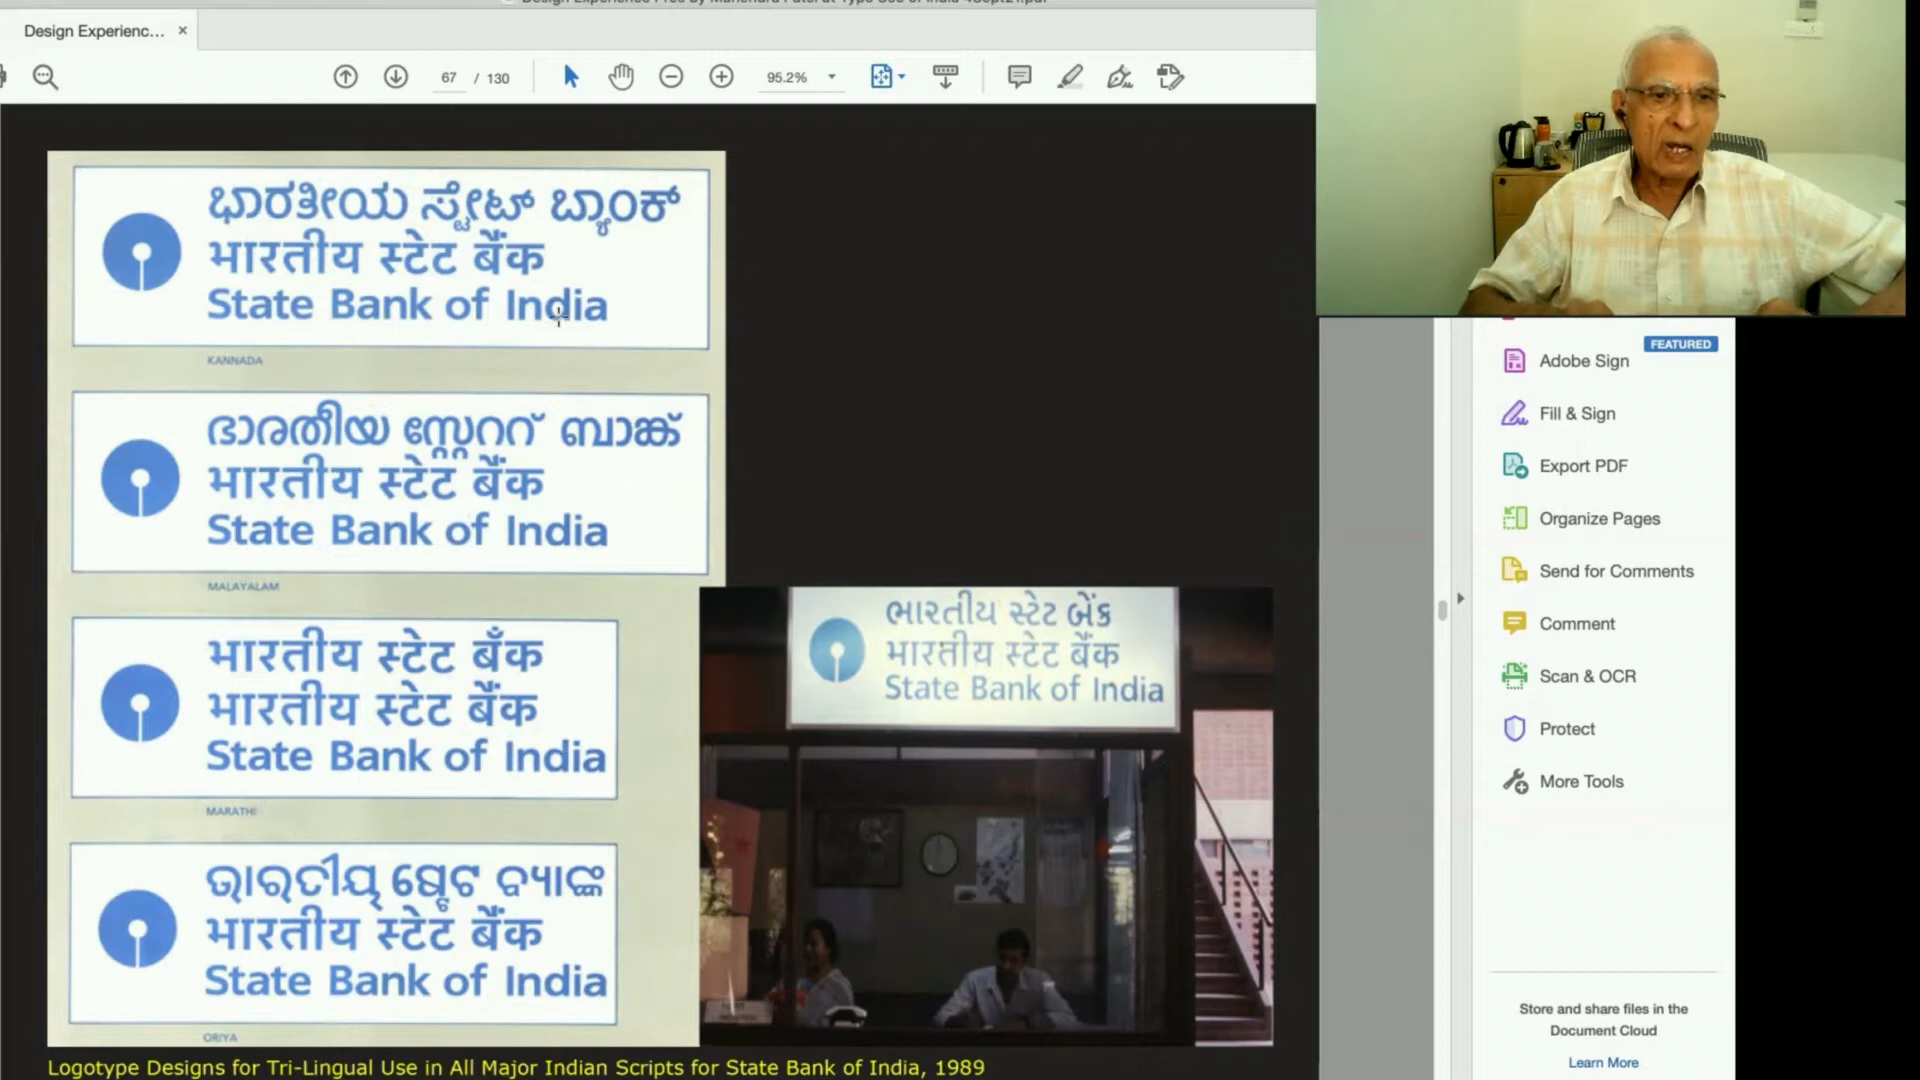 Design Experienc...
67 / 130
95.2%
ಭಾರತೀಯ ಸ್ಟೇಟ್ ಬ್ಯಾಂಕ್
भारतीय स्टेट बैंक
State Bank of India
KANNADA
ഭാരതീയ സ്റ്റേററ് ബാങ്ക്
भारतीय स्टेट बैंक
State Bank of India
MALAYALAM
भारतीय स्टेट बँक
भारतीय स्टेट बैंक
State Bank of India
MARATHI
ଭାରତୀୟ ଷ୍ଟେଟ ବ୍ୟାଙ୍କ
भारतीय स्टेट बैंक
State Bank of India
ORIYA
ભારતીય સ્ટેટ બેંક
भारतीय स्टेट बैंक
State Bank of India
Logotype Designs for Tri-Lingual Use in All Major Indian Scripts for State Bank of India, 1989
FEATURED
Adobe Sign
Fill & Sign
Export PDF
Organize Pages
Send for Comments
Comment
Scan & OCR
Protect
More Tools
Store and share files in the
Document Cloud
Learn More